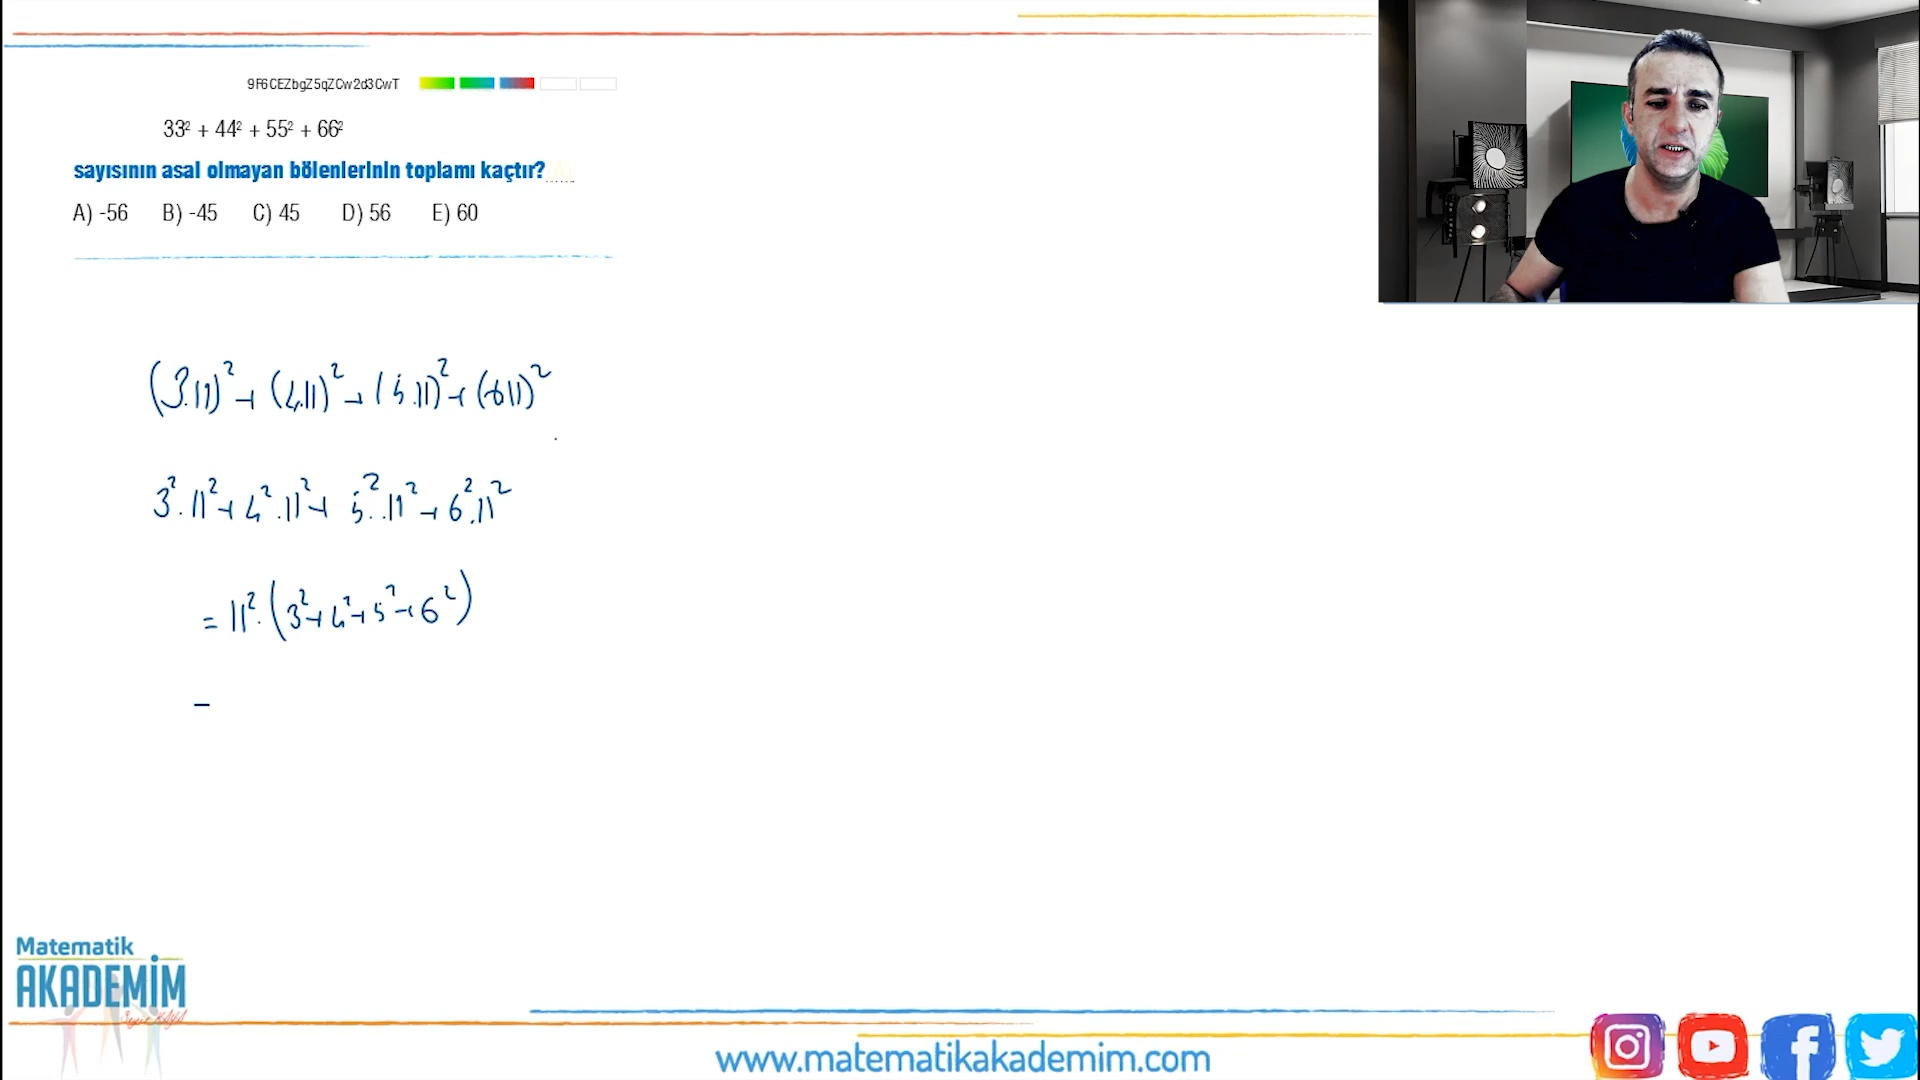 9F6CEZbgZ5qZCw2d3CwT
33² + 44² + 55² + 66²
sayısının asal olmayan bölenlerinin toplamı kaçtır?
A) -56 B) -45 C) 45 D) 56 E) 60
(3.11)² + (4.11)² + (5.11)² + (6.11)²
3².11² + 4².11² + 5².11² + 6².11²
= 11².(3² + 4² + 5² + 6²)
Matematik
AKADEMİM
www.matematikakademim.com